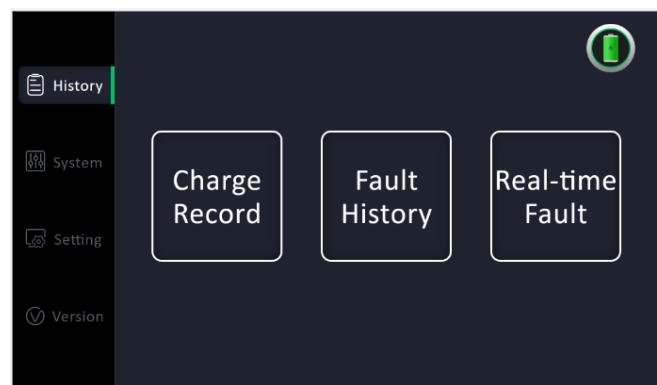 History
System
Setting
Version
Charge
Record
Fault
History
Real-time
Fault